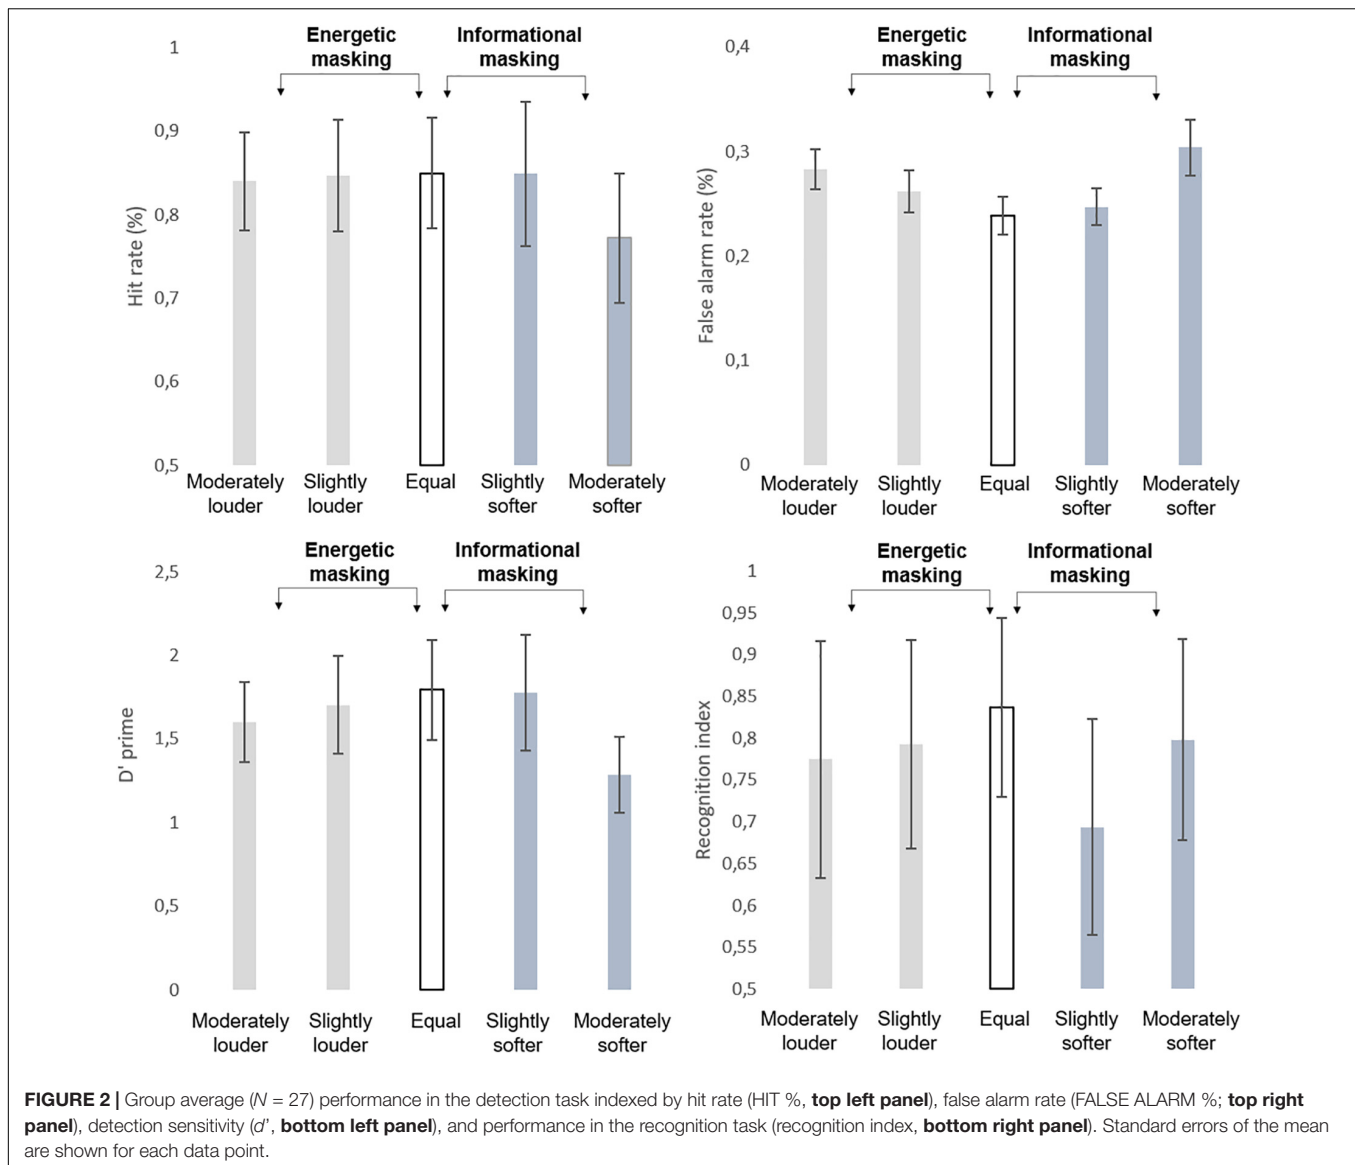 Energetic
masking
Informational
masking
1
0,9
0,8
0,7
0,6
0,5
Hit rate (%)
Moderately
louder
Slightly
louder
Equal
Slightly
softer
Moderately
softer
Energetic
masking
Informational
masking
0,4
0,3
0,2
0,1
0
False alarm rate (%)
Moderately
louder
Slightly
louder
Equal
Slightly
softer
Moderately
softer
Energetic
masking
Informational
masking
2,5
2
1,5
1
0,5
0
D' prime
Moderately
louder
Slightly
louder
Equal
Slightly
softer
Moderately
softer
Energetic
masking
Informational
masking
1
0,95
0,9
0,85
0,8
0,75
0,7
0,65
0,6
0,55
0,5
Recognition index
Moderately
louder
Slightly
louder
Equal
Slightly
softer
Moderately
softer
FIGURE 2 | Group average (N = 27) performance in the detection task indexed by hit rate (HIT %, top left panel), false alarm rate (FALSE ALARM %; top right
panel), detection sensitivity (d', bottom left panel), and performance in the recognition task (recognition index, bottom right panel). Standard errors of the mean
are shown for each data point.